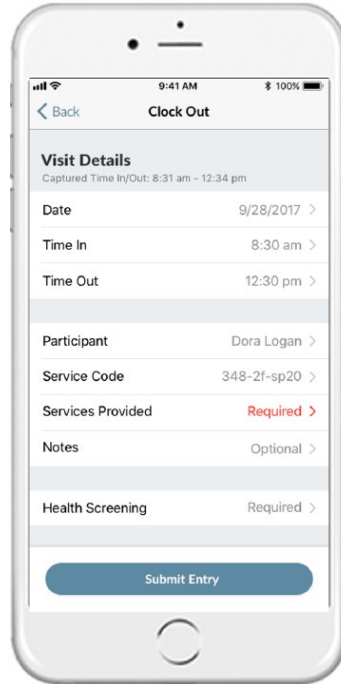 9:41 AM
100%
Back
Clock Out
Visit Details
Captured Time In/Out: 8:31 am - 12:34 pm
Date 9/28/2017
Time In 8:30 am
Time Out 12:30 pm
Participant Dora Logan
Service Code 348-2f-sp20
Services Provided Required
Notes Optional
Health Screening Required
Submit Entry